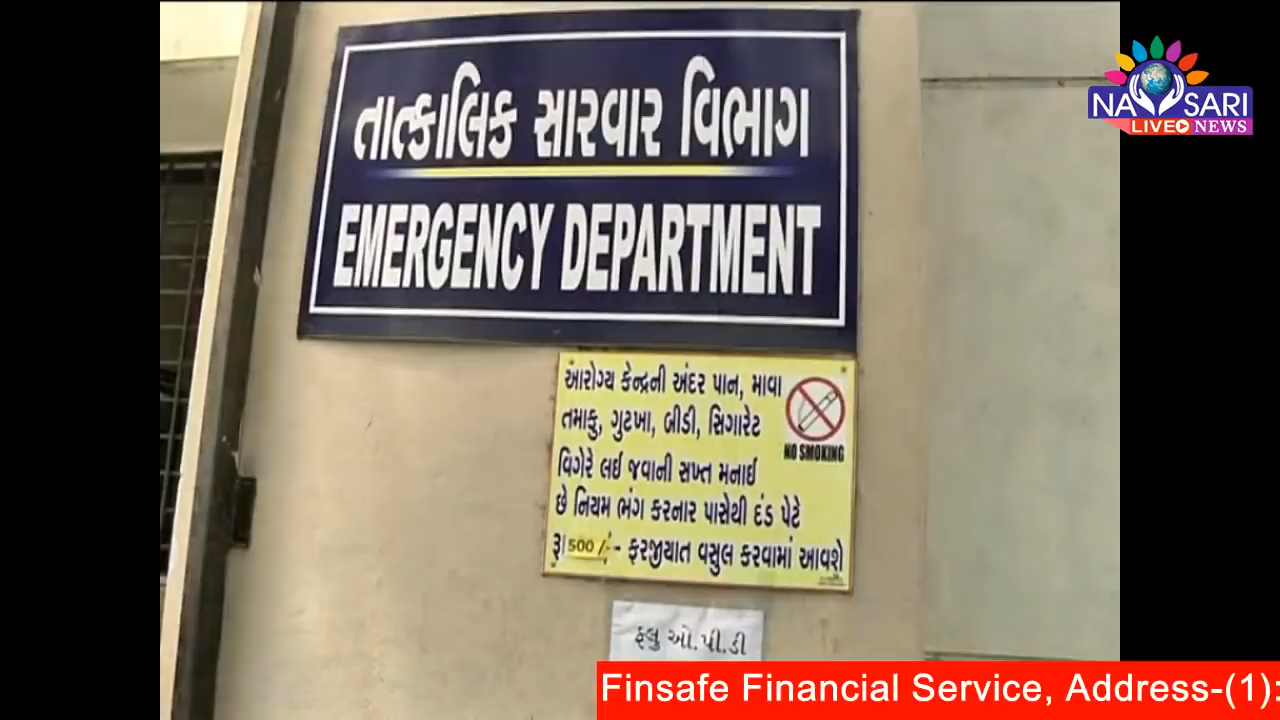 તાત્કાલિક સારવાર વિભાગ
EMERGENCY DEPARTMENT
NAVSARI
LIVE NEWS
આરોગ્ય કેન્દ્રની અંદર પાન, માવા
તમાકુ, ગુટખા, બીડી, સિગારેટ
NO SMOKING
વિગેરે લઈ જવાની સખ્ત મનાઈ
છે નિયમ ભંગ કરનાર પાસેથી દંડ પેટે
રૂા 500/- - ફરજીયાત વસુલ કરવામાં આવશે
ફલુ ઓ.પી.ડી
Finsafe Financial Service, Address-(1):